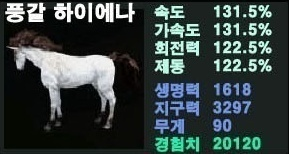 풍갈 하이에나
속도 131.5%
가속도 131.5%
회전력 122.5%
제동 122.5%
생명력 1618
지구력 3297
무게 90
경험치 20120